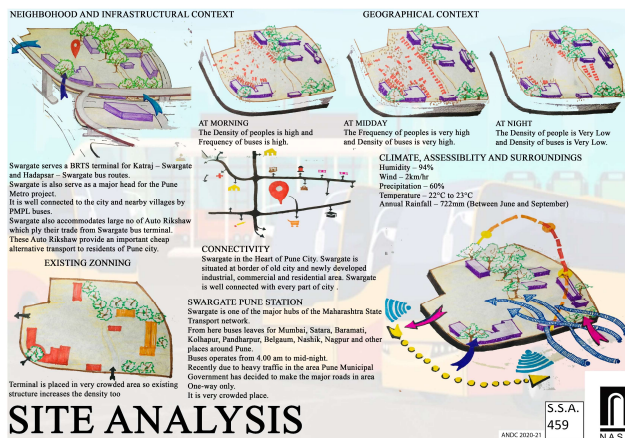 NEIGHBOHOOD AND INFRASTRUCTURAL CONTEXT
GEOGRAPHICAL CONTEXT
AT MORNING
The Density of peoples is high and
Frequency of buses is high.
AT MIDDAY
The Frequency of peoples is very high
and Density of buses is very high.
AT NIGHT
The Density of people is Very Low
and Density of buses is Very Low.
Swargate serves a BRTS terminal for Katraj – Swargate
and Hadapsar – Swargate bus routes.
Swargate is also serve as a major head for the Pune
Metro project.
It is well connected to the city and nearby villages by
PMPL buses.
Swargate also accommodates large no of Auto Rikshaw
which ply their trade from Swargate bus terminal.
These Auto Rikshaw provide an important cheap
alternative transport to residents of Pune city.
CLIMATE, ASSESSIBLITY AND SURROUNDINGS
Humidity – 94%
Wind – 2km/hr
Precipitation – 60%
Temperature – 22°C to 23°C
Annual Rainfall – 722mm (Between June and September)
CONNECTIVITY
Swargate in the Heart of Pune City. Swargate is
situated at border of old city and newly developed
industrial, commercial and residential area. Swargate
is well connected with every part of city .
EXISTING ZONNING
Terminal is placed in very crowded area so existing
structure increases the density too
SWARGATE PUNE STATION
Swargate is one of the major hubs of the Maharashtra State
Transport network.
From here buses leaves for Mumbai, Satara, Baramati,
Kolhapur, Pandharpur, Belgaum, Nashik, Nagpur and other
places around Pune.
Buses operates from 4.00 am to mid-night.
Recently due to heavy traffic in the area Pune Municipal
Government has decided to make the major roads in area
One-way only.
It is very crowded place.
SITE ANALYSIS
ANDC 2020-21
S.S.A.
459
NAS